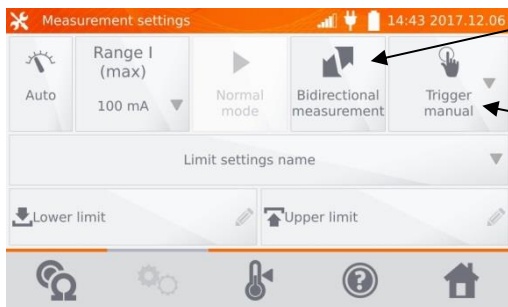 Measurement settings
14:43 2017.12.06
Auto
Range I
(max)
100 mA
Normal
mode
Bidirectional
measurement
Trigger
manual
Limit settings name
Lower limit
Upper limit
Ω
?